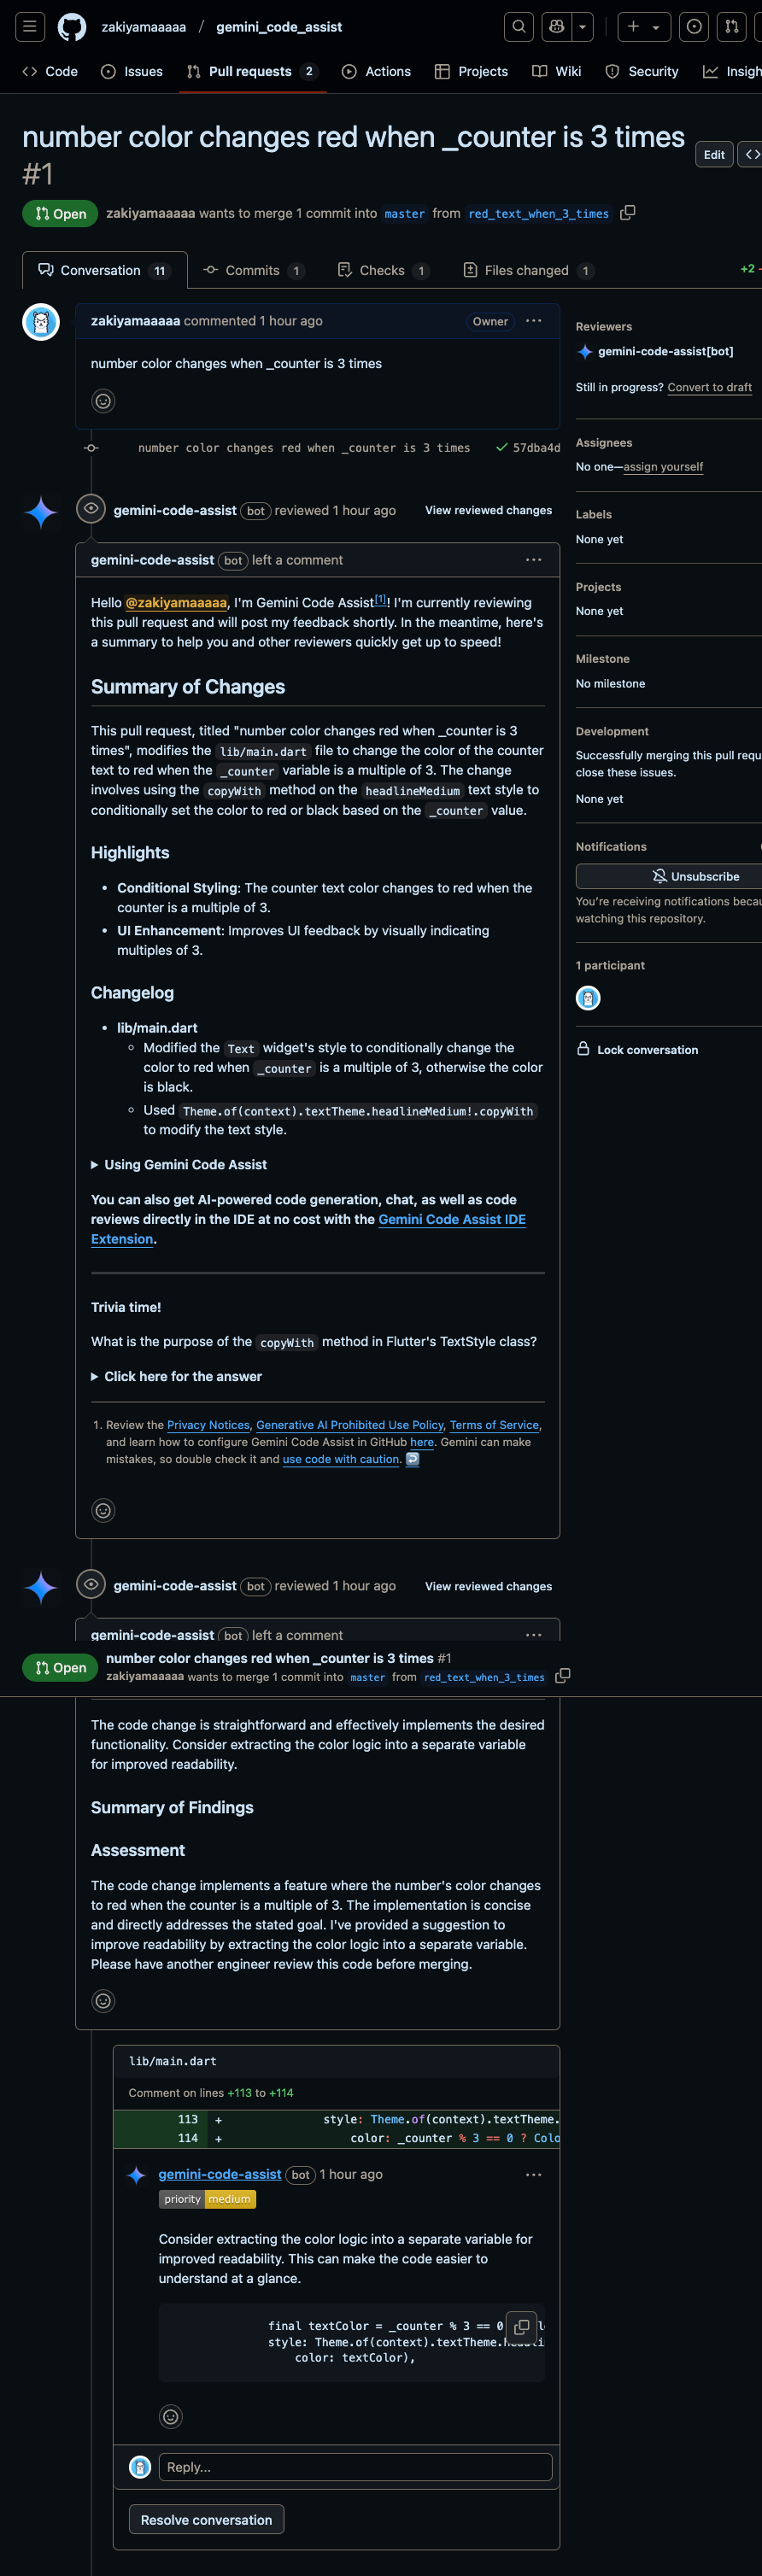 zakiyamaaaaa / gemini_code_assist
Code Issues Pull requests 2 Actions Projects Wiki Security Insigh
number color changes red when _counter is 3 times
#1
Edit
Open zakiyamaaaaa wants to merge 1 commit into master from red_text_when_3_times
Conversation 11 Commits 1 Checks 1 Files changed 1 +2
zakiyamaaaaa commented 1 hour ago Owner
number color changes when _counter is 3 times
number color changes red when _counter is 3 times 57dba4d
gemini-code-assist bot reviewed 1 hour ago View reviewed changes
gemini-code-assist bot left a comment
Hello @zakiyamaaaaa, I'm Gemini Code Assist[1]! I'm currently reviewing
this pull request and will post my feedback shortly. In the meantime, here's
a summary to help you and other reviewers quickly get up to speed!
Summary of Changes
This pull request, titled "number color changes red when _counter is 3
times", modifies the lib/main.dart file to change the color of the counter
text to red when the _counter variable is a multiple of 3. The change
involves using the copyWith method on the headlineMedium text style to
conditionally set the color to red or black based on the _counter value.
Highlights
• Conditional Styling: The counter text color changes to red when the
counter is a multiple of 3.
• UI Enhancement: Improves UI feedback by visually indicating
multiples of 3.
Changelog
• lib/main.dart
◦ Modified the Text widget's style to conditionally change the
color to red when _counter is a multiple of 3, otherwise the color
is black.
◦ Used Theme.of(context).textTheme.headlineMedium!.copyWith
to modify the text style.
Using Gemini Code Assist
You can also get AI-powered code generation, chat, as well as code
reviews directly in the IDE at no cost with the Gemini Code Assist IDE
Extension.
Trivia time!
What is the purpose of the copyWith method in Flutter's TextStyle class?
Click here for the answer
1. Review the Privacy Notices, Generative AI Prohibited Use Policy, Terms of Service,
and learn how to configure Gemini Code Assist in GitHub here. Gemini can make
mistakes, so double check it and use code with caution.
gemini-code-assist bot reviewed 1 hour ago View reviewed changes
gemini-code-assist bot left a comment
Open
number color changes red when _counter is 3 times #1
zakiyamaaaaa wants to merge 1 commit into master from red_text_when_3_times
The code change is straightforward and effectively implements the desired
functionality. Consider extracting the color logic into a separate variable
for improved readability.
Summary of Findings
Assessment
The code change implements a feature where the number's color changes
to red when the counter is a multiple of 3. The implementation is concise
and directly addresses the stated goal. I've provided a suggestion to
improve readability by extracting the color logic into a separate variable.
Please have another engineer review this code before merging.
lib/main.dart
Comment on lines +113 to +114
113 + style: Theme.of(context).textTheme.
114 + color: _counter % 3 == 0 ? Colo
gemini-code-assist bot 1 hour ago
priority medium
Consider extracting the color logic into a separate variable for
improved readability. This can make the code easier to
understand at a glance.
final textColor = _counter % 3 == 0
style: Theme.of(context).textTheme.
color: textColor),
Reply...
Resolve conversation
Reviewers
gemini-code-assist[bot]
Still in progress? Convert to draft
Assignees
No one—assign yourself
Labels
None yet
Projects
None yet
Milestone
No milestone
Development
Successfully merging this pull requ
close these issues.
None yet
Notifications
Unsubscribe
You're receiving notifications becau
watching this repository.
1 participant
Lock conversation